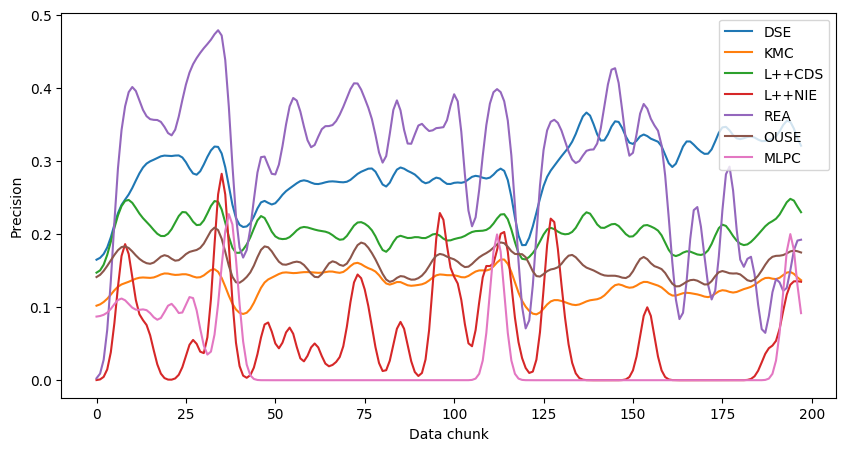 0.5
0.4
0.3
0.2
0.1
0.0
Precision
0
25
50
75
100
125
150
175
200
Data chunk
DSE
KMC
L++CDS
L++NIE
REA
OUSE
MLPC